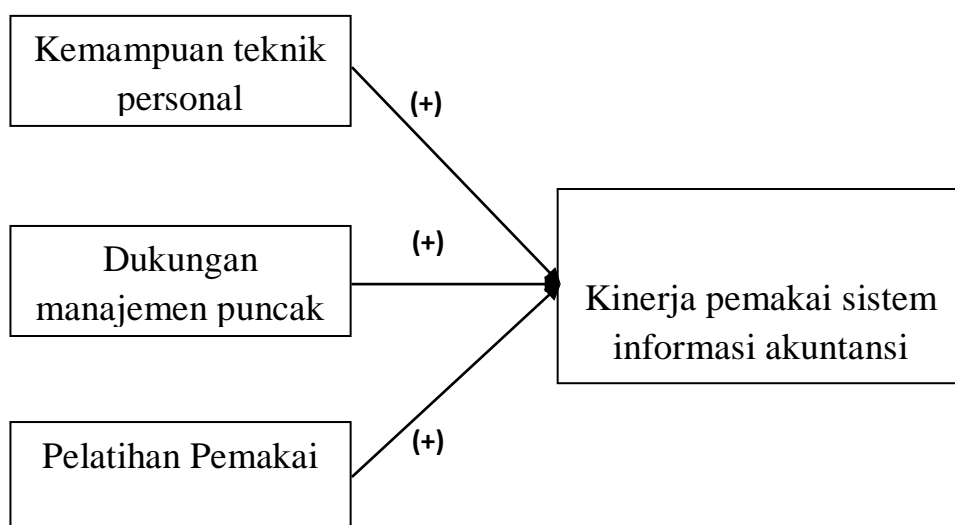 Kemampuan teknik
personal
(+)
Dukungan
manajemen puncak
(+)
Kinerja pemakai sistem
informasi akuntansi
Pelatihan Pemakai
(+)